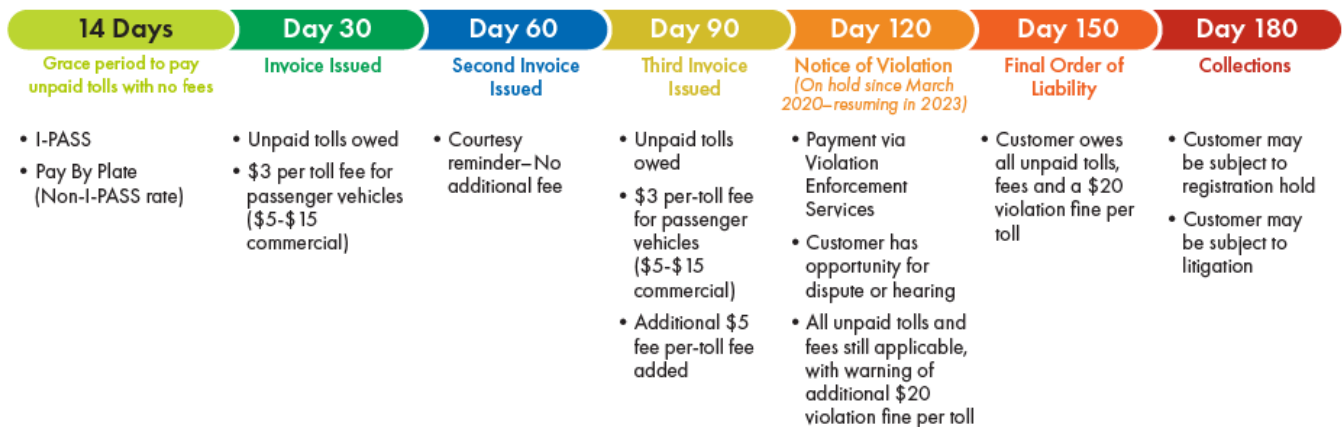 14 Days
Grace period to pay
unpaid tolls with no fees
• I-PASS
• Pay By Plate
(Non-I-PASS rate)
Day 30
Invoice Issued
• Unpaid tolls owed
• $3 per toll fee for
passenger vehicles
($5-$15
commercial)
Day 60
Second Invoice
Issued
• Courtesy
reminder–No
additional fee
Day 90
Third Invoice
Issued
• Unpaid tolls
owed
• $3 per-toll fee
for passenger
vehicles
($5-$15
commercial)
• Additional $5
fee per-toll fee
added
Day 120
Notice of Violation
(On hold since March
2020–resuming in 2023)
• Payment via
Violation
Enforcement
Services
• Customer has
opportunity for
dispute or hearing
• All unpaid tolls and
fees still applicable,
with warning of
additional $20
violation fine per toll
Day 150
Final Order of
Liability
• Customer owes
all unpaid tolls,
fees and a $20
violation fine per
toll
Day 180
Collections
• Customer may
be subject to
registration hold
• Customer may
be subject to
litigation